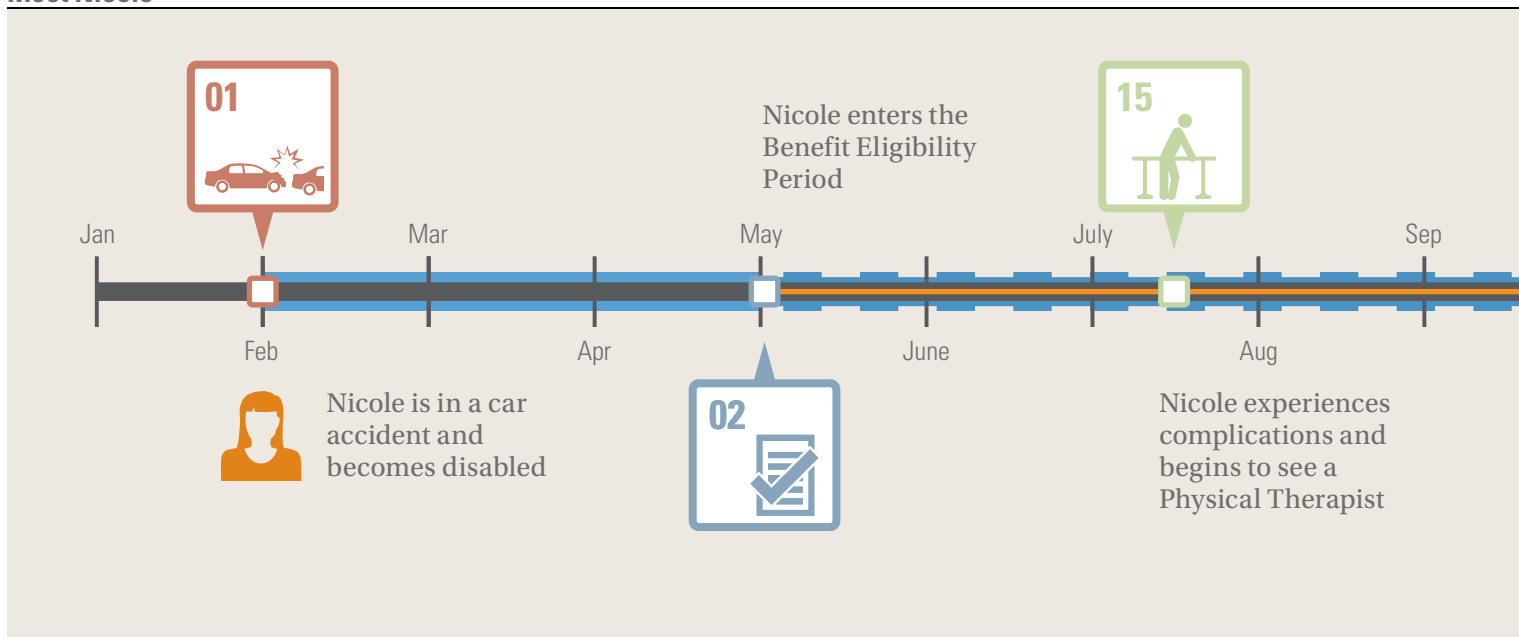 01
15
Nicole enters the
Benefit Eligibility
Period
Jan
Mar
May
July
Sep
Feb
Apr
June
Aug
Nicole is in a car
accident and
becomes disabled
02
Nicole experiences
complications and
begins to see a
Physical Therapist